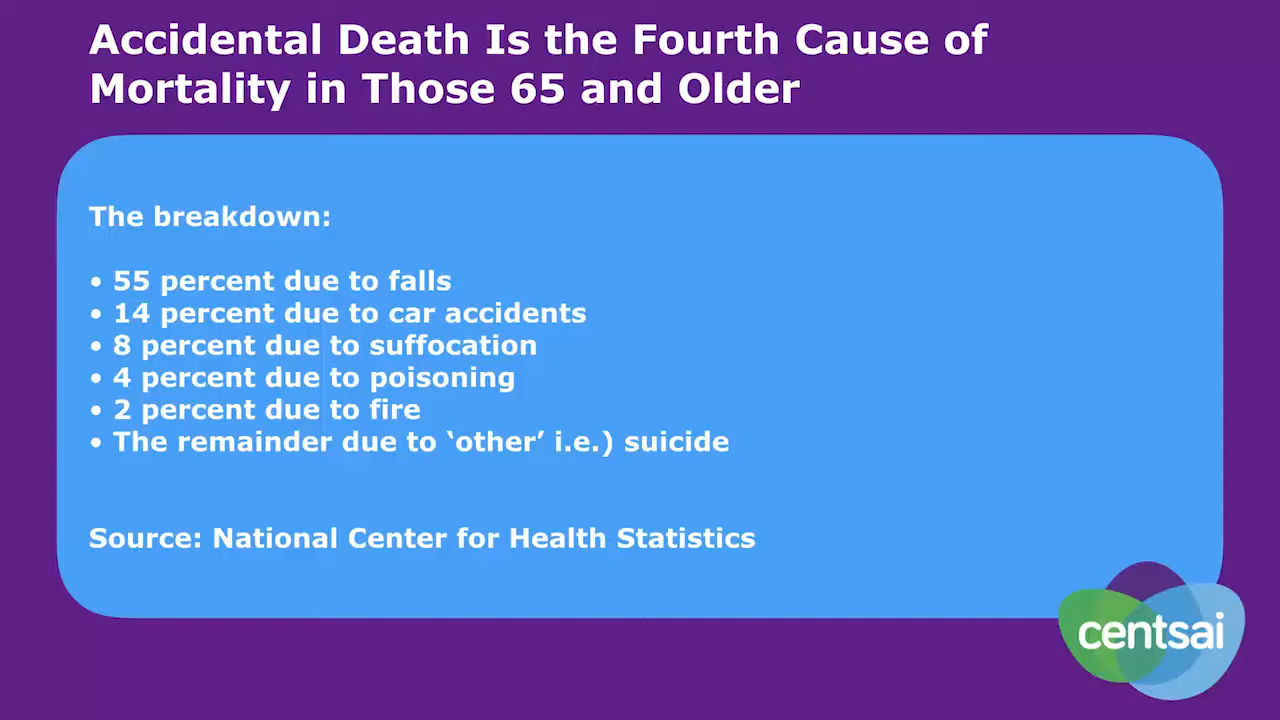 Accidental Death Is the Fourth Cause of
Mortality in Those 65 and Older
The breakdown:
• 55 percent due to falls
• 14 percent due to car accidents
• 8 percent due to suffocation
• 4 percent due to poisoning
• 2 percent due to fire
• The remainder due to ‘other’ i.e.) suicide
Source: National Center for Health Statistics
centsai